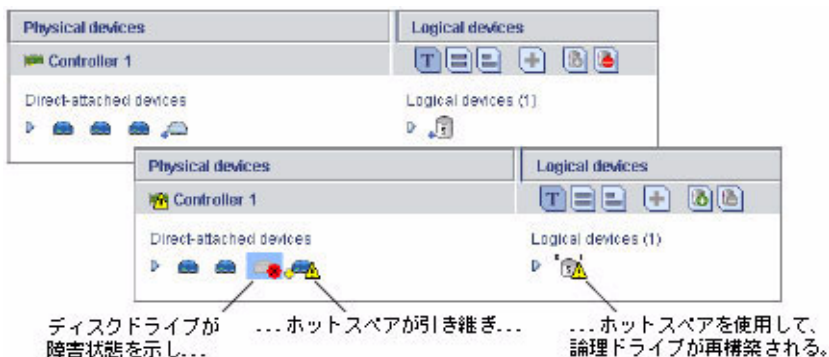 Physical devices
Logical devices
Controller 1
T
Direct-attached devices
Logical devices (1)
5
Physical devices
Logical devices
Controller 1
T
Direct-attached devices
Logical devices (1)
5
ディスクドライブが
障害状態を示し...
...ホットスペアが引き継ぎ...
...ホットスペアを使用して、
論理ドライブが再構築される。